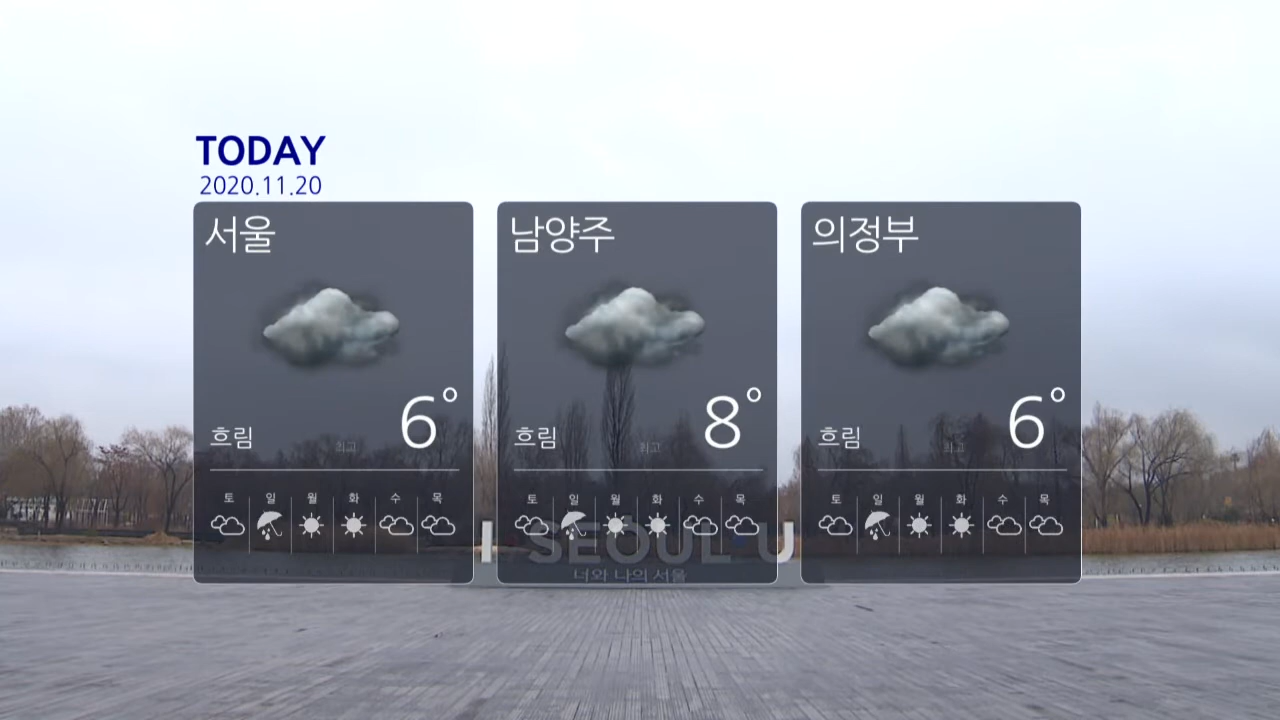 TODAY
2020.11.20
서울
흐림
최고
6°
토 일 월 화 수 목
남양주
흐림
최고
8°
토 일 월 화 수 목
의정부
흐림
최고
6°
토 일 월 화 수 목
I SEOUL U
너와 나의 서울